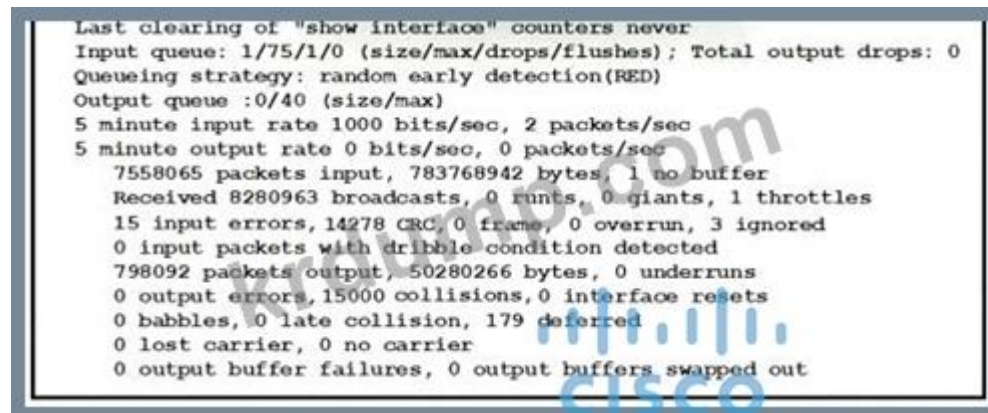 Last clearing of "show interface" counters never
Input queue: 1/75/1/0 (size/max/drops/flushes); Total output drops: 0
Queueing strategy: random early detection(RED)
Output queue :0/40 (size/max)
5 minute input rate 1000 bits/sec, 2 packets/sec
5 minute output rate 0 bits/sec, 0 packets/sec
7558065 packets input, 783768942 bytes, 1 no buffer
Received 8280963 broadcasts, 0 runts, 0 giants, 1 throttles
15 input errors, 14278 CRC, 0 frame, 0 overrun, 3 ignored
0 input packets with dribble condition detected
798092 packets output, 50280266 bytes, 0 underruns
0 output errors, 15000 collisions, 0 interface resets
0 babbles, 0 late collision, 179 deferred
0 lost carrier, 0 no carrier
0 output buffer failures, 0 output buffers swapped out
krdump.com
CISCO